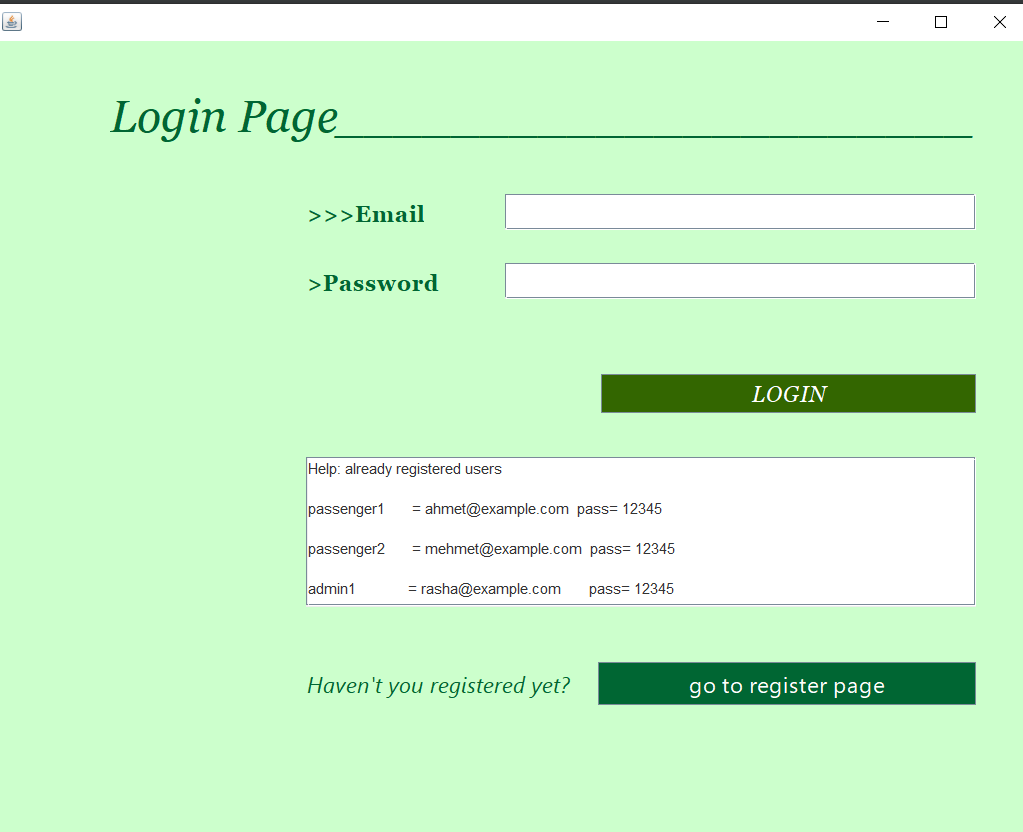 Login Page______________________
>>>Email
>Password
LOGIN
Help: already registered users
passenger1 = ahmet@example.com pass= 12345
passenger2 = mehmet@example.com pass= 12345
admin1 = rasha@example.com pass= 12345
Haven't you registered yet?
go to register page